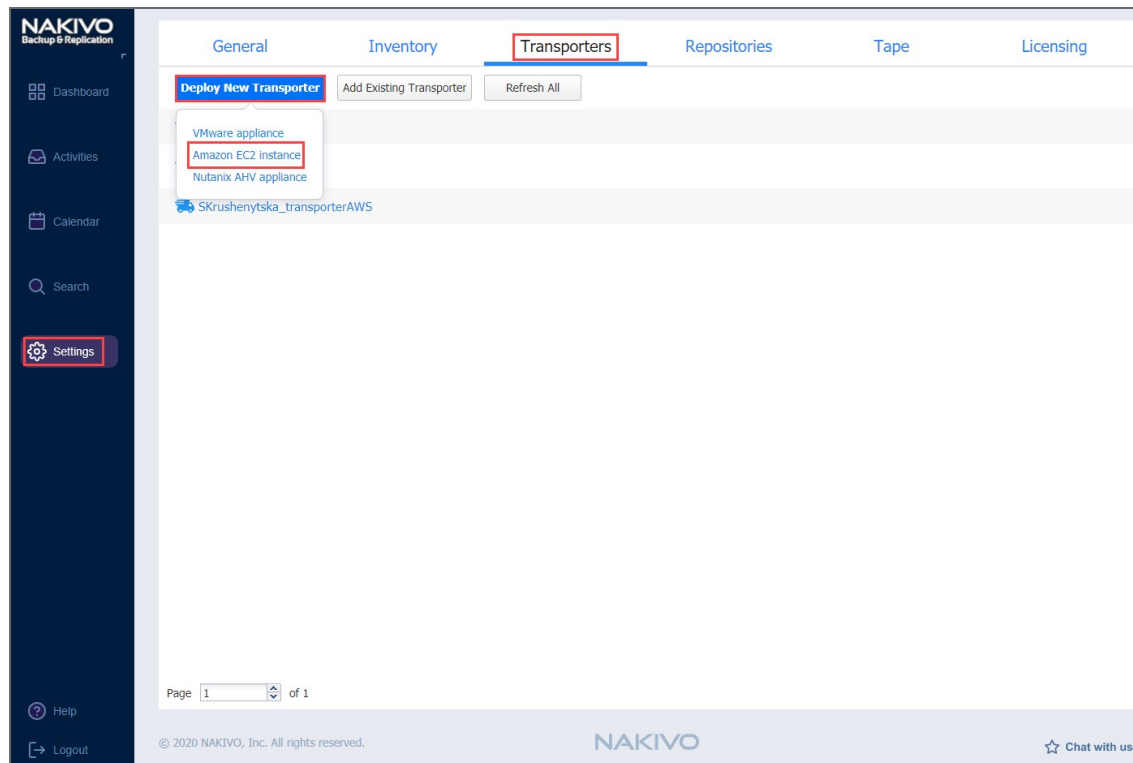 NAKIVO
Backup & Replication
General Inventory Transporters Repositories Tape Licensing
Dashboard
Deploy New Transporter Add Existing Transporter Refresh All
VMware appliance
Activities
Amazon EC2 instance
Nutanix AHV appliance
SKrushenytska_transporterAWS
Calendar
Search
Settings
Page 1 of 1
Help
© 2020 NAKIVO, Inc. All rights reserved. NAKIVO Chat with us
Logout